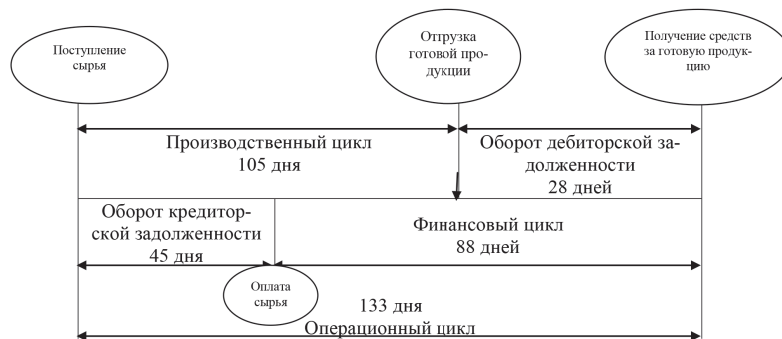 Поступление
сырья
Отгрузка
готовой про-
дукции
Получение средств
за готовую продук-
цию
Производственный цикл
105 дня
Оборот дебиторской за-
долженности
28 дней
Оборот кредитор-
ской задолженности
45 дня
Финансовый цикл
88 дней
Оплата
сырья
133 дня
Операционный цикл